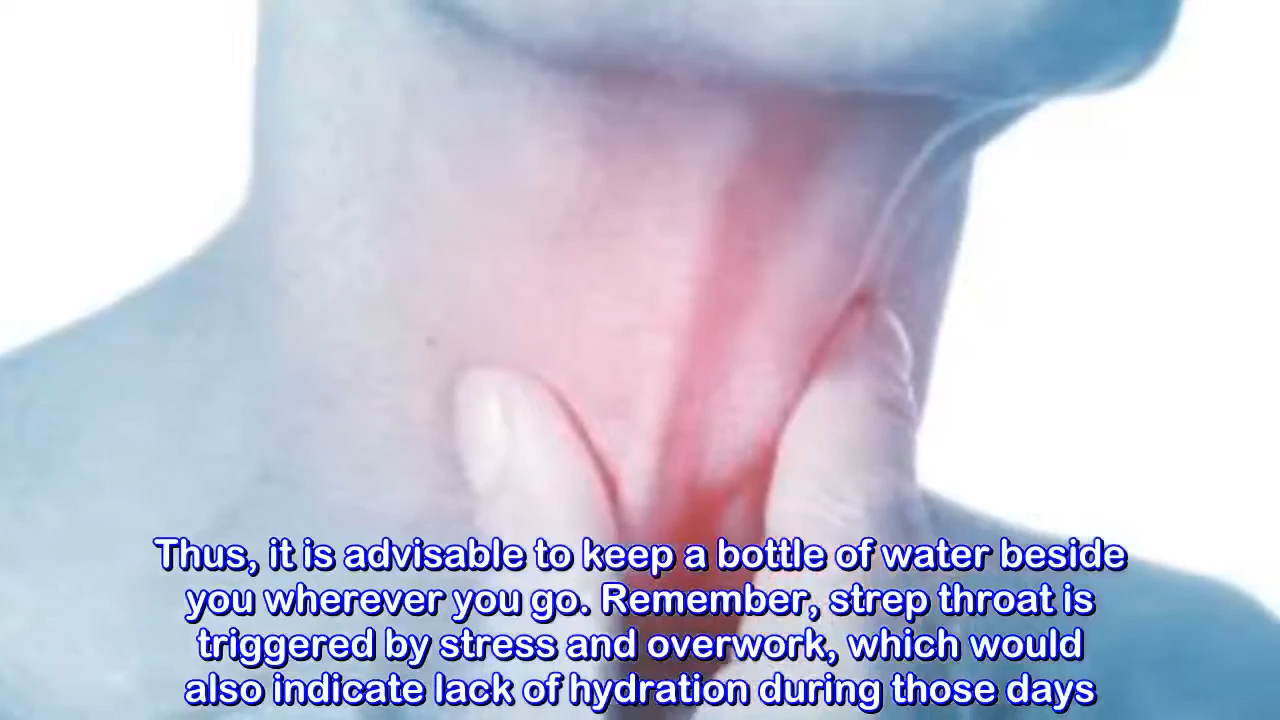 Thus, it is advisable to keep a bottle of water beside
you wherever you go. Remember, strep throat is
triggered by stress and overwork, which would
also indicate lack of hydration during those days